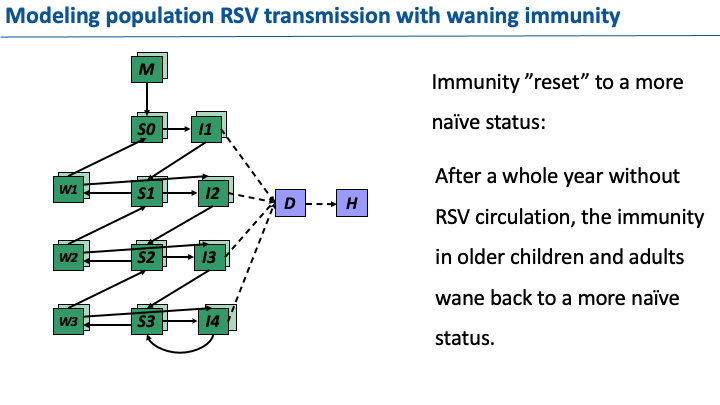 Modeling population RSV transmission with waning immunity
M
S0 I1
W1 S1 I2
D H
W2 S2 I3
W3 S3 I4
Immunity ”reset” to a more
naïve status:
After a whole year without
RSV circulation, the immunity
in older children and adults
wane back to a more naïve
status.